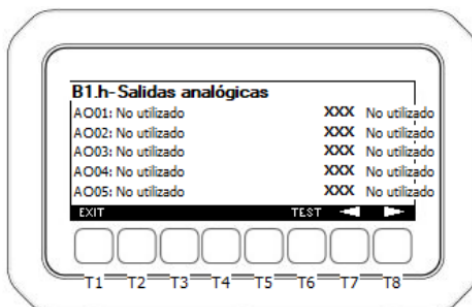 B1.h- Salidas analógicas
AO01: No utilizado XXX No utilizado
AO02: No utilizado XXX No utilizado
AO03: No utilizado XXX No utilizado
AO04: No utilizado XXX No utilizado
AO05: No utilizado XXX No utilizado
EXIT TEST
T1 T2 T3 T4 T5 T6 T7 T8